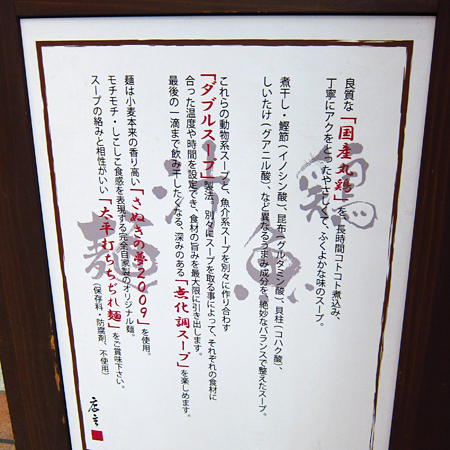 良質な「国産丸鶏」を、長時間コトコト煮込み、
丁寧にアクをとったやさしくて、ふくよかな味のスープ。
煮干し・鰹節（イノシン酸）、昆布（グルタミン酸）、貝柱（コハク酸）、
しいたけ（グアニル酸）、など異なるうまみ成分を、絶妙なバランスで整えたスープ。
これらの動物系スープと、魚介系スープを別々に作り合わす
「ダブルスープ」製法。別々にスープを取る事によって、それぞれの食材に
合った温度や時間を設定でき、食材の旨みを最大限に引き出します。
最後の一滴まで飲み干したくなる、深みのある「無化調スープ」を楽しめます。
麺は小麦本来の香り高い「さぬきの夢2009」を使用。
モチモチ・しこしこ食感を表現する完全自家製のオリジナル麺。
スープの絡みと相性がいい「太平打ちちぢれ麺」をご賞味下さい。
（保存料・防腐剤、不使用）
店主
鶏
魚
麺